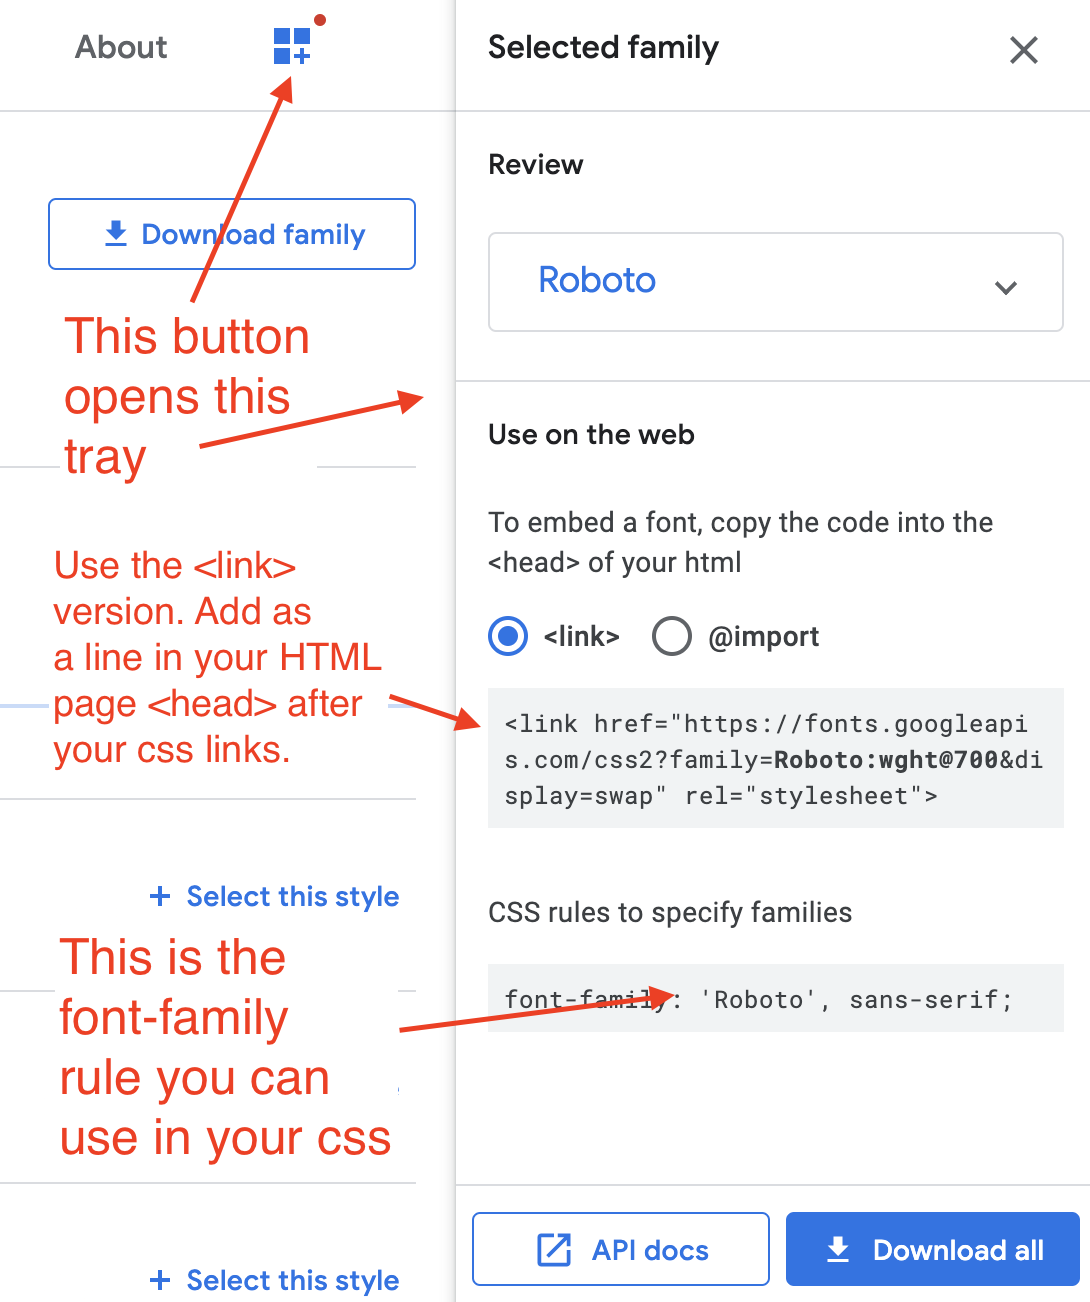 About
Download family
This button
opens this
tray
Use the <link>
version. Add as
a line in your HTML
page <head> after
your css links.
+ Select this style
This is the
font-family
rule you can
use in your css
+ Select this style
Selected family
Review
Roboto
Use on the web
To embed a font, copy the code into the
<head> of your html
<link> @import
<link href="https://fonts.googleapi
s.com/css2?family=Roboto:wght@700&di
splay=swap" rel="stylesheet">
CSS rules to specify families
font-family: 'Roboto', sans-serif;
API docs Download all